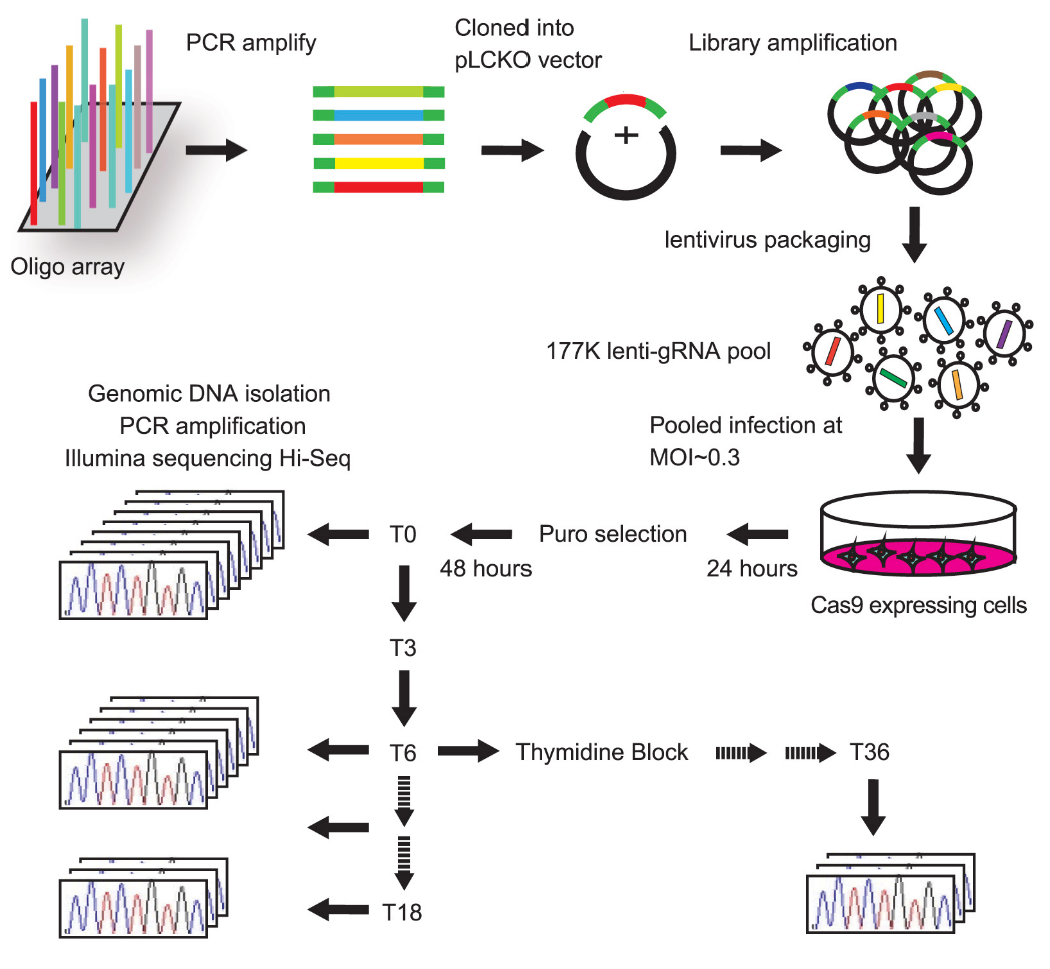 PCR amplify
Cloned into
pLCKO vector
Library amplification
+
Oligo array
lentivirus packaging
177K lenti-gRNA pool
Pooled infection at
MOI~0.3
Genomic DNA isolation
PCR amplification
Illumina sequencing Hi-Seq
T0
Puro selection
48 hours
24 hours
Cas9 expressing cells
T3
T6
Thymidine Block
T36
T18